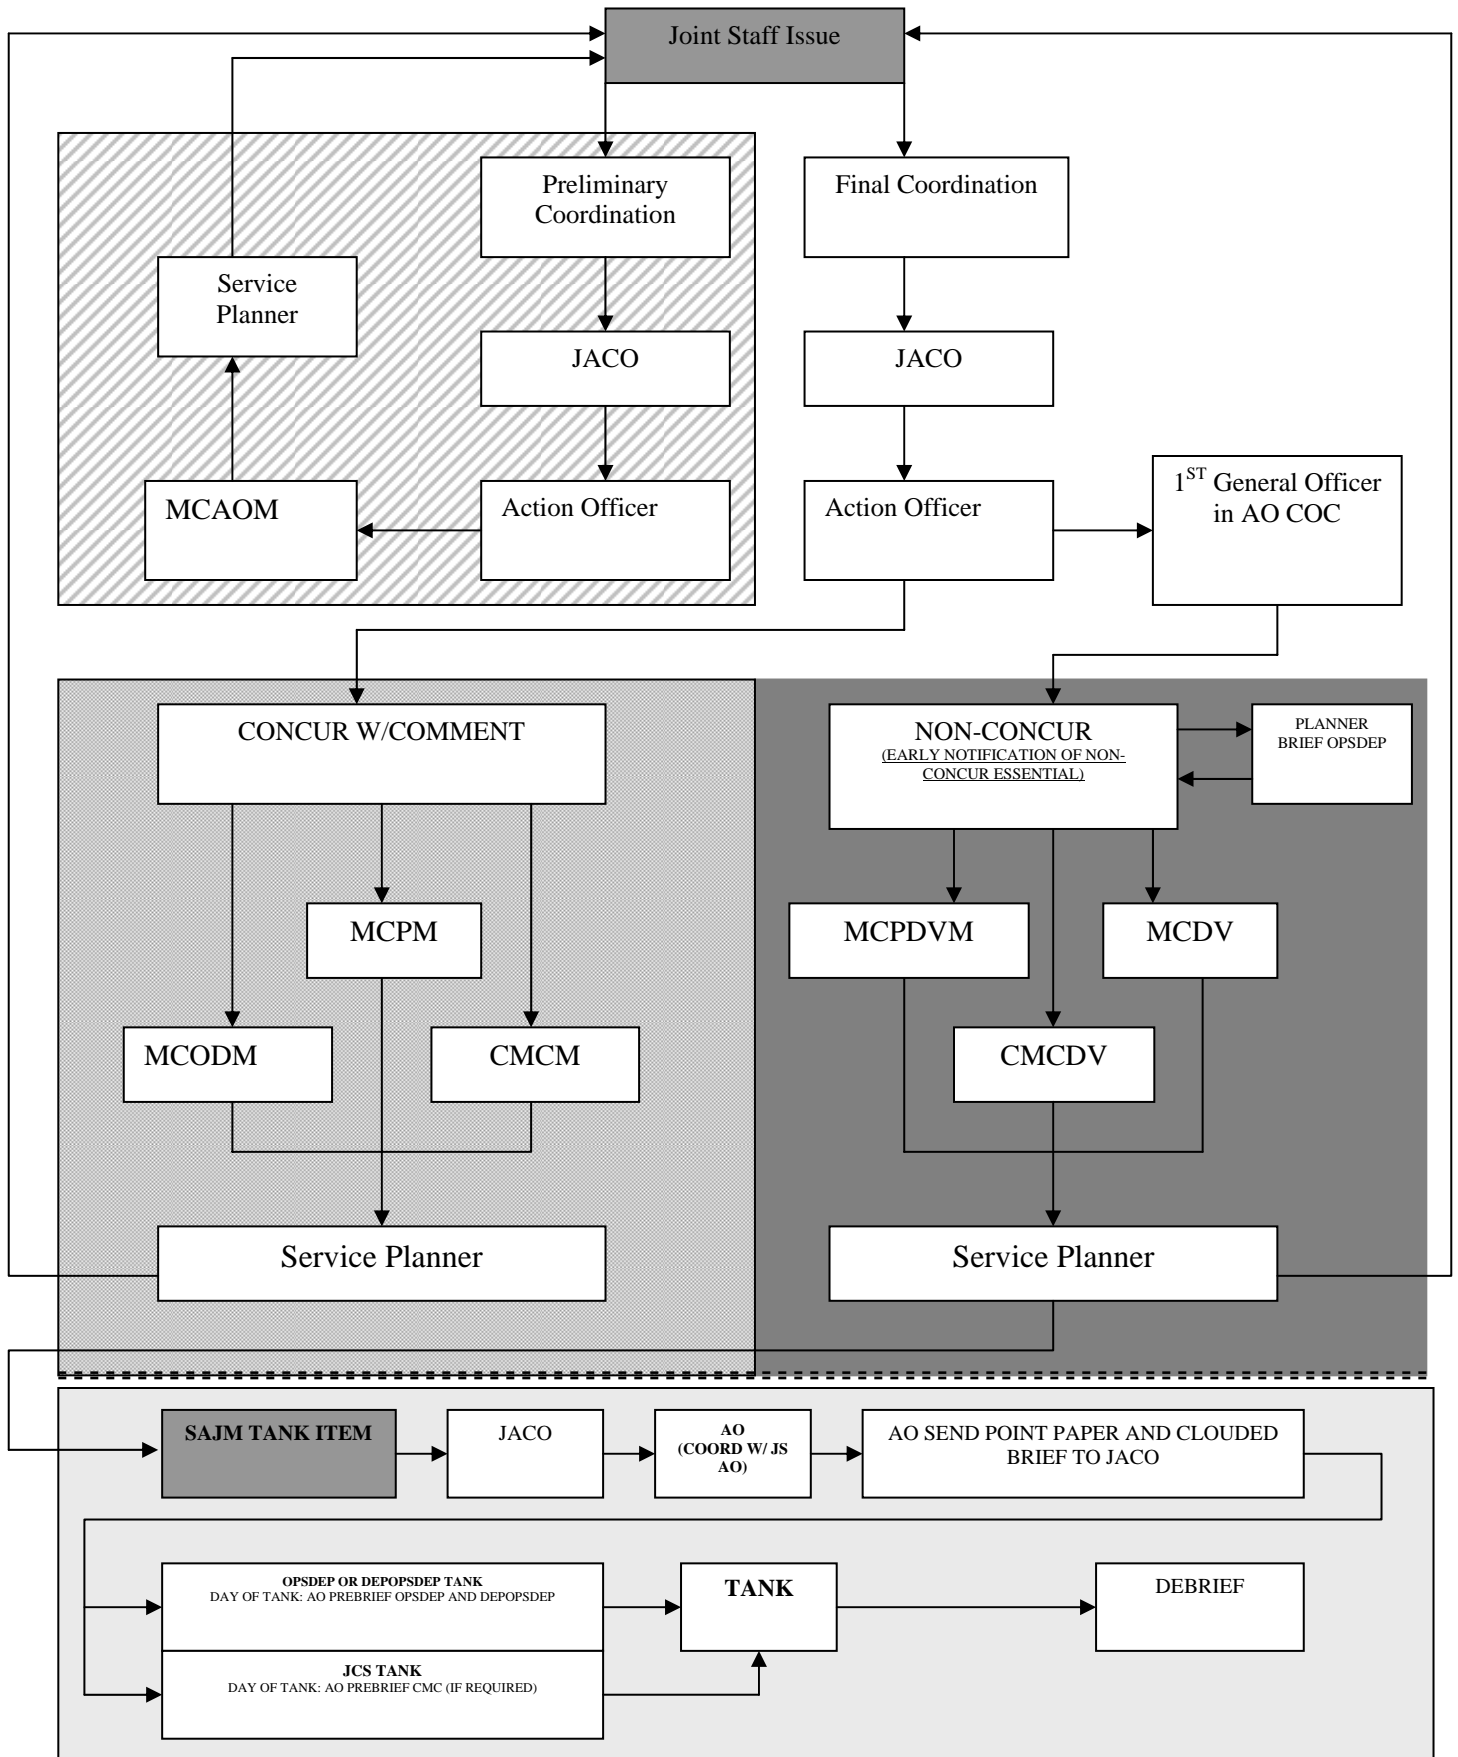 Joint Staff Issue
Preliminary
Coordination
Final Coordination
Service
Planner
JACO
JACO
MCAOM
Action Officer
Action Officer
1ST General Officer
in AO COC
CONCUR W/COMMENT
NON-CONCUR
(EARLY NOTIFICATION OF NON-
CONCUR ESSENTIAL)
PLANNER
BRIEF OPSDEP
MCPM
MCPDVM
MCDV
MCODM
CMCM
CMCDV
Service Planner
Service Planner
SAJM TANK ITEM
JACO
AO
(COORD W/ JS
AO)
AO SEND POINT PAPER AND CLOUDED
BRIEF TO JACO
OPSDEP OR DEPOPSDEP TANK
DAY OF TANK: AO PREBRIEF OPSDEP AND DEPOPSDEP
TANK
DEBRIEF
JCS TANK
DAY OF TANK: AO PREBRIEF CMC (IF REQUIRED)